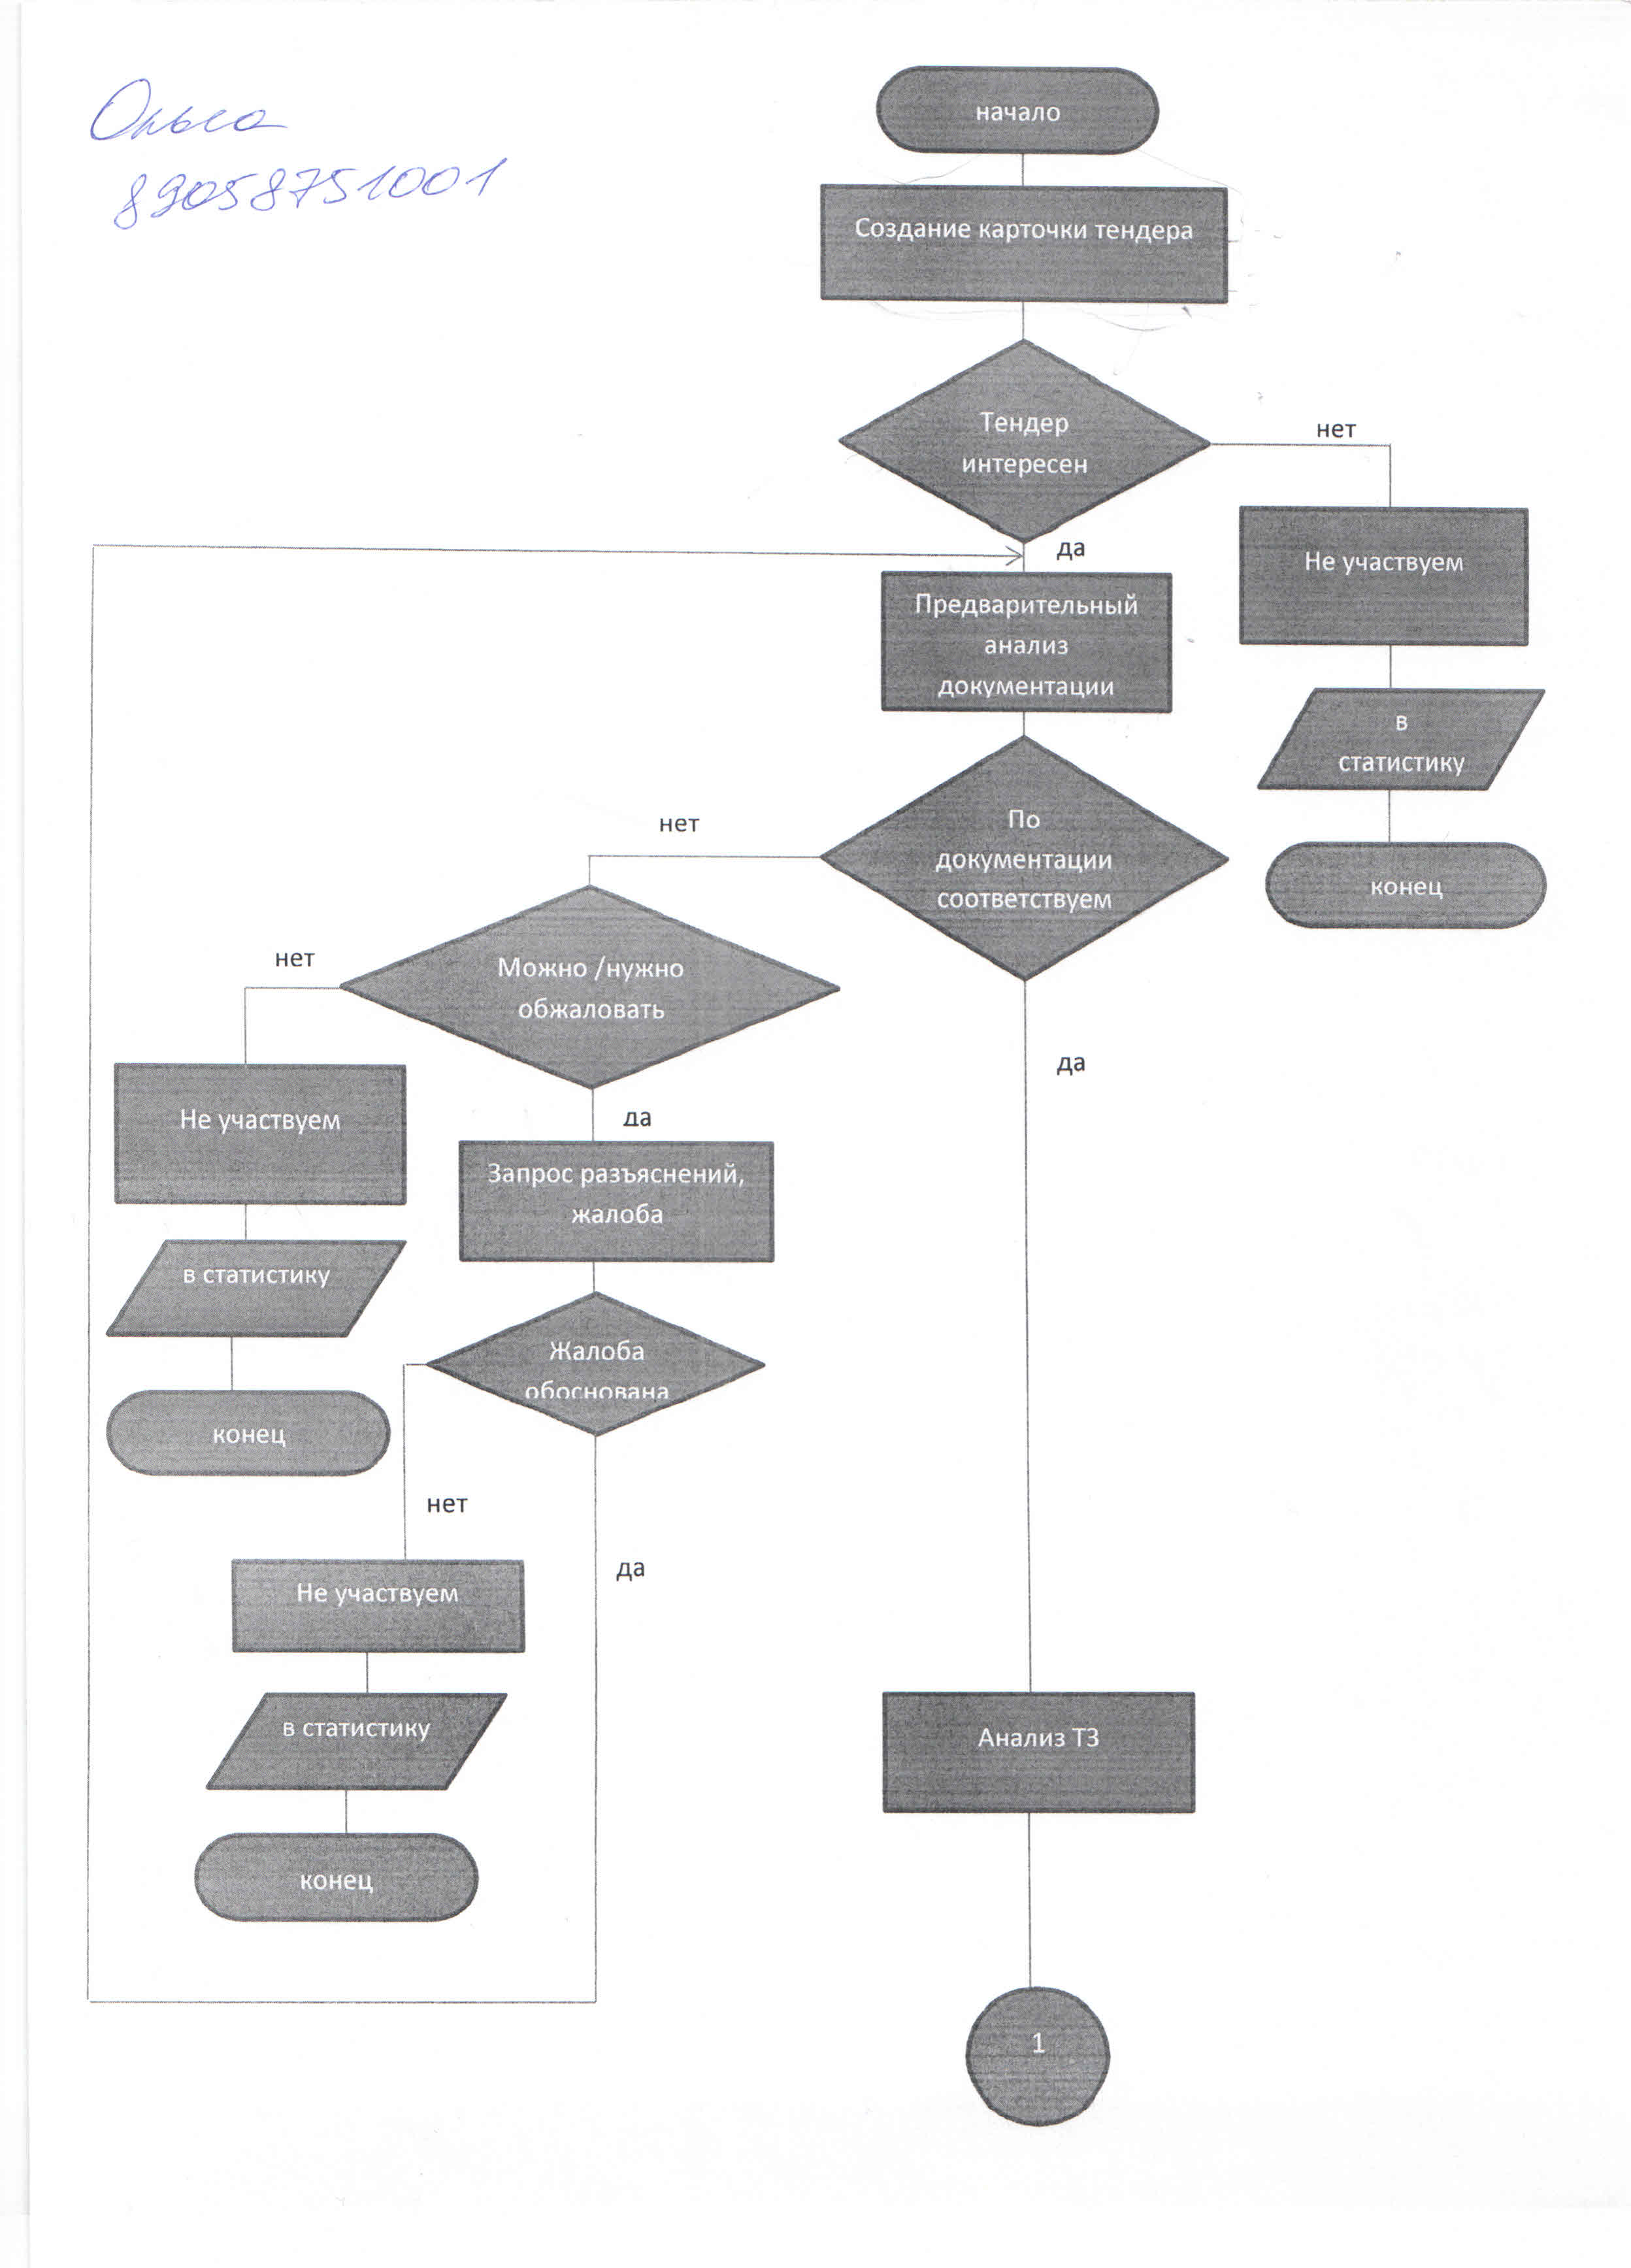 Ольга
89058751001
начало
Создание карточки тендера
Тендер
интересен
нет
да
Не участвуем
Предварительный
анализ
документации
в
статистику
По
документации
соответствуем
нет
конец
Можно /нужно
обжаловать
нет
да
да
Не участвуем
Запрос разъяснений,
жалоба
в статистику
Жалоба
обоснована
конец
нет
да
Не участвуем
в статистику
Анализ ТЗ
конец
1